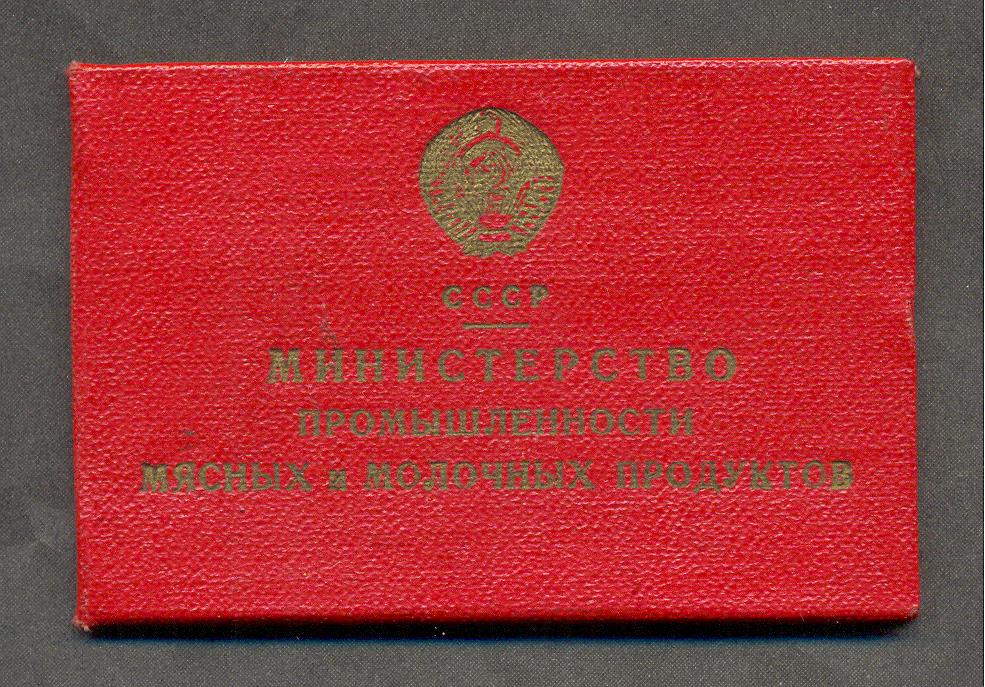 СССР
МИНИСТЕРСТВО
ПРОМЫШЛЕННОСТИ
МЯСНЫХ и МОЛОЧНЫХ ПРОДУКТОВ